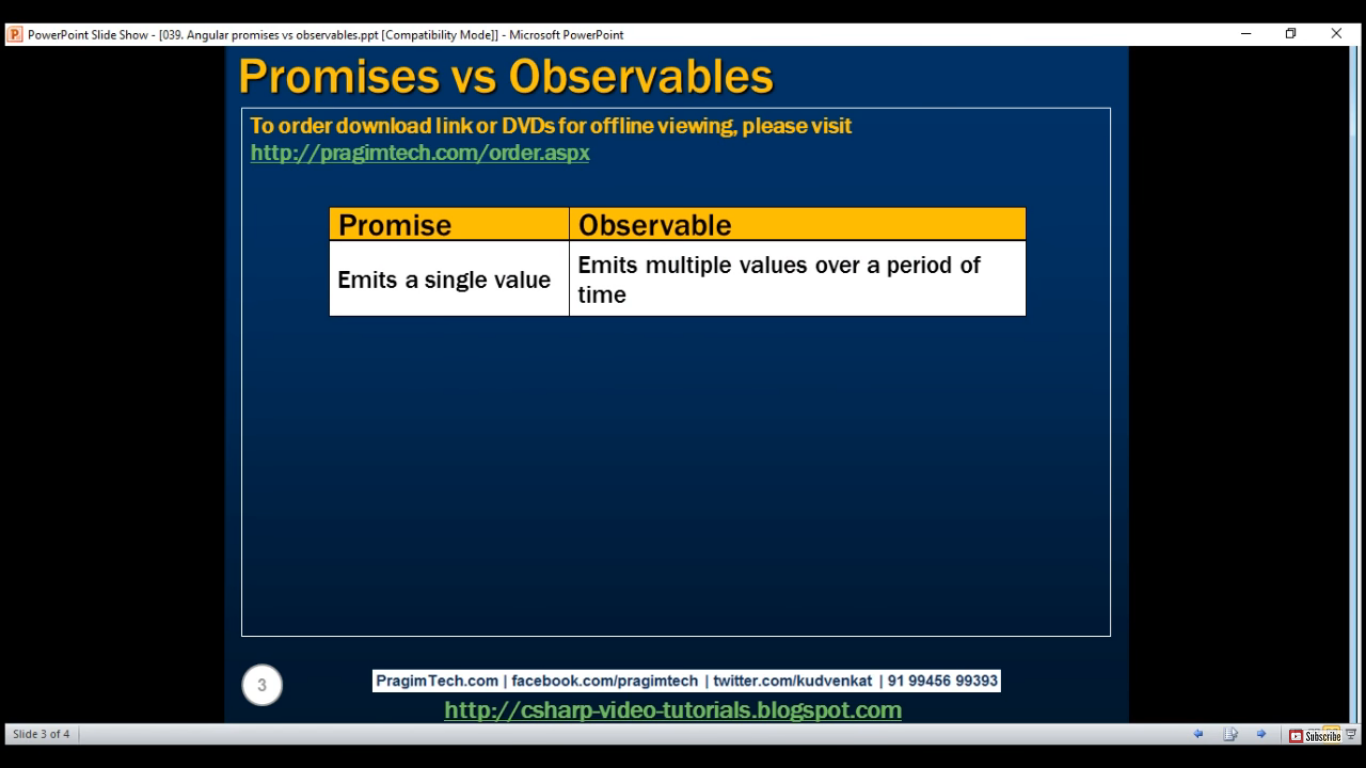 PowerPoint Slide Show - [039. Angular promises vs observables.ppt [Compatibility Mode]] - Microsoft PowerPoint
Promises vs Observables
To order download link or DVDs for offline viewing, please visit
http://pragimtech.com/order.aspx
Promise
Observable
Emits a single value
Emits multiple values over a period of
time
3
PragimTech.com | facebook.com/pragimtech | twitter.com/kudvenkat | 91 99456 99393
http://csharp-video-tutorials.blogspot.com
Slide 3 of 4
Subscribe